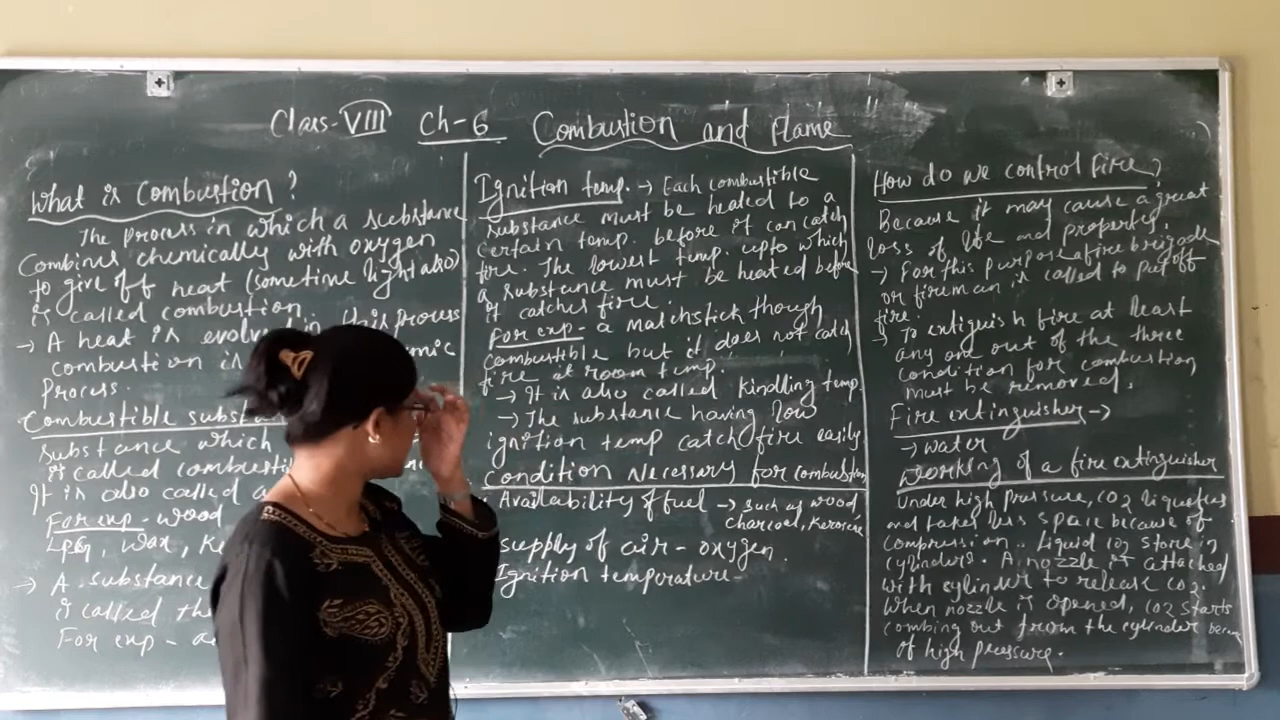 Class-VIII Ch-6 Combustion and Flame
What is Combustion?
The process in which a substance
Combines chemically with oxygen
to give off heat (sometime light also)
is called combustion.
→ A heat is evolve in this process
combustion is
Process.
Combustible subst
substance which
is called combusti
It is also called a
For exp - wood
LPG, wax, Ke
→ A substance
is called the
For exp -
Ignition temp. → Each combustible
substance must be heated to a
certain temp. before it can catch
fire. The lowest temp. upto which
a substance must be heated before
it catches fire.
For exp - a matchstick though
combustible but it does not catch
fire at room temp.
→ It is also called kindling temp
→ The substance having low
ignition temp catch fire easily
Condition Necessary for combustion
Availability of fuel → such as wood,
charcoal, Kerosene
supply of air - oxygen.
Ignition temperature -
How do we control fire?
Because it may cause a great
loss of life and property.
→ For this purpose a fire brigade
or fireman is called to put off
fire.
→ To extiguish fire at least
any one out of the three
condition for combustion
must be removed.
Fire extinguisher →
→ water
Working of a fire extinguisher
Under high pressure, CO2 liquefies
and takes less space because of
compression. Liquid CO2 store in
cylinders. A nozzle is attached
with cylinder to release CO2.
When nozzle is opened, CO2 starts
combing out from the cylinder
of high pressure.